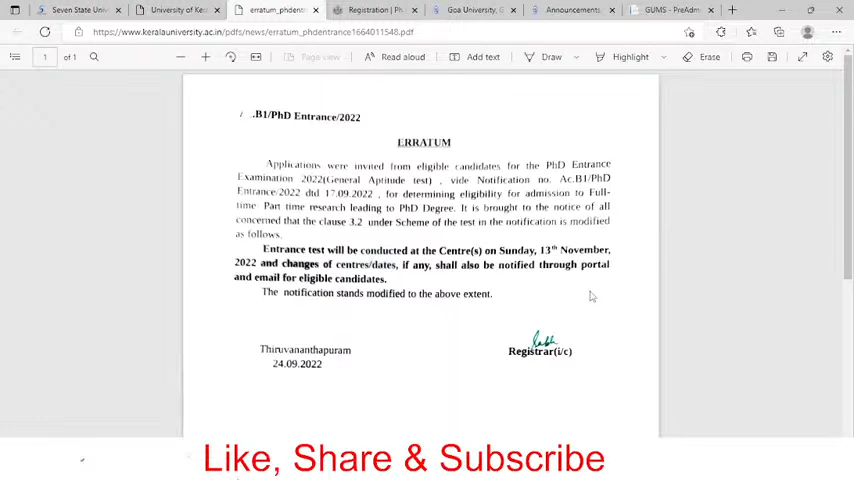 Seven State Univer
University of Kera
erratum_phdentran
Registration | Ph
Goa University, G
Announcements
GUMS - PreAdm
https://www.keralauniversity.ac.in/pdfs/news/erratum_phdentrance1664011548.pdf
1 of 1
Page view
Read aloud
Add text
Draw
Highlight
Erase
.B1/PhD Entrance/2022
ERRATUM
Applications were invited from eligible candidates for the PhD Entrance
Examination 2022(General Aptitude test) , vide Notification no. Ac.B1/PhD
Entrance/2022 dtd 17.09.2022 , for determining eligibility for admission to Full-
time Part time research leading to PhD Degree. It is brought to the notice of all
concerned that the clause 3.2 under Scheme of the test in the notification is modified
as follows.
Entrance test will be conducted at the Centre(s) on Sunday, 13th November,
2022 and changes of centres/dates, if any, shall also be notified through portal
and email for eligible candidates.
The notification stands modified to the above extent.
Thiruvananthapuram
24.09.2022
Registrar(i/c)
Like, Share & Subscribe